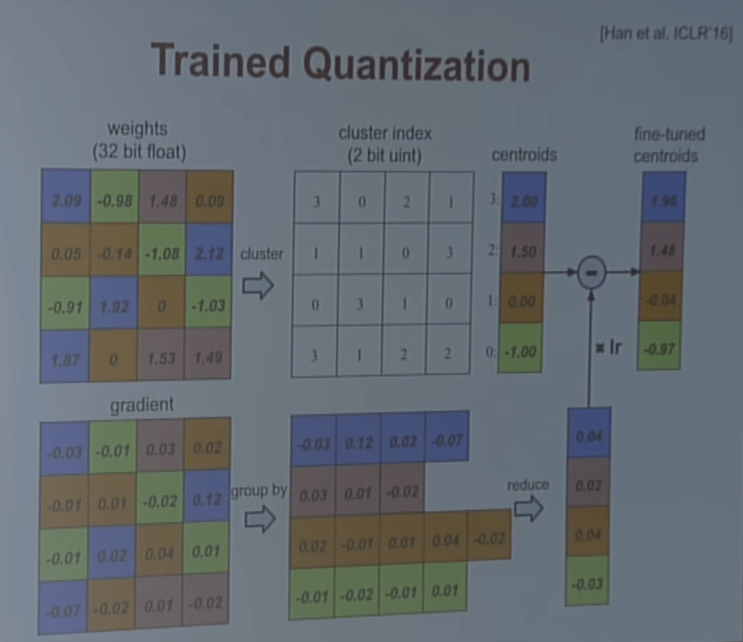 [Han et al. ICLR'16]
Trained Quantization
weights
(32 bit float)
cluster index
(2 bit uint)
centroids
fine-tuned
centroids
2.09 -0.98 1.48 0.09
0.05 -0.14 -1.08 2.12
-0.91 1.92 0 -1.03
1.87 0 1.53 1.49
cluster
3 0 2 1
1 1 0 3
0 3 1 0
3 1 2 2
3: 2.00
2: 1.50
1: 0.00
0: -1.00
-
× lr
1.96
1.48
-0.04
-0.97
gradient
-0.03 -0.01 0.03 0.02
-0.01 0.01 -0.02 0.12
-0.01 0.02 0.04 0.01
-0.07 -0.02 0.01 -0.02
group by
-0.03 0.12 0.02 -0.07
0.03 0.01 -0.02
0.02 -0.01 0.01 0.04 -0.02
-0.01 -0.02 -0.01 0.01
reduce
0.04
0.02
0.04
-0.03